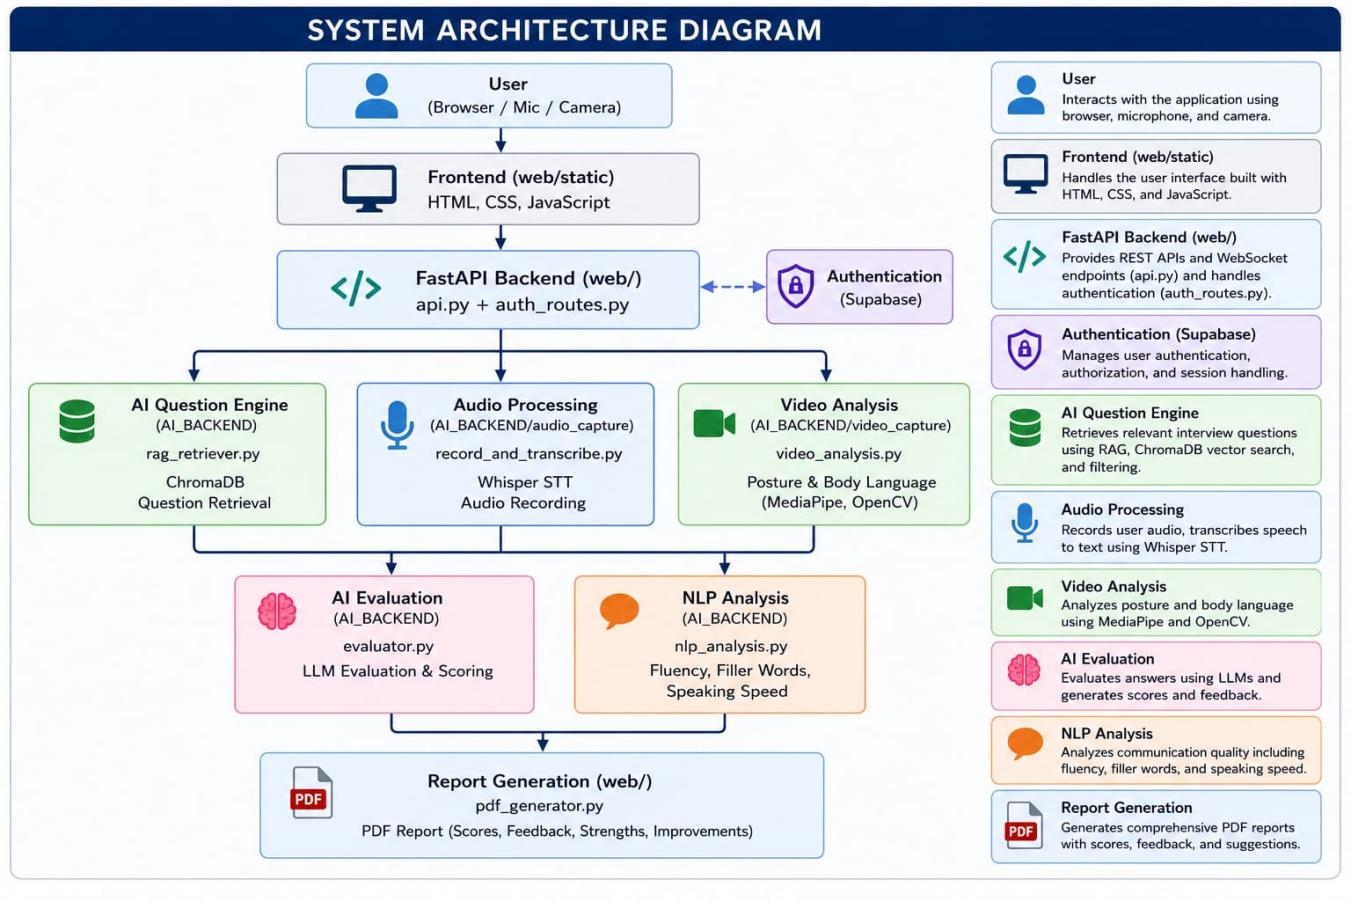 SYSTEM ARCHITECTURE DIAGRAM
User
(Browser / Mic / Camera)
Frontend (web/static)
HTML, CSS, JavaScript
FastAPI Backend (web/)
api.py + auth_routes.py
Authentication
(Supabase)
AI Question Engine
(AI_BACKEND)
rag_retriever.py
ChromaDB
Question Retrieval
Audio Processing
(AI_BACKEND/audio_capture)
record_and_transcribe.py
Whisper STT
Audio Recording
Video Analysis
(AI_BACKEND/video_capture)
video_analysis.py
Posture & Body Language
(MediaPipe, OpenCV)
AI Evaluation
(AI_BACKEND)
evaluator.py
LLM Evaluation & Scoring
NLP Analysis
(AI_BACKEND)
nlp_analysis.py
Fluency, Filler Words,
Speaking Speed
PDF
Report Generation (web/)
pdf_generator.py
PDF Report (Scores, Feedback, Strengths, Improvements)
User
Interacts with the application using
browser, microphone, and camera.
Frontend (web/static)
Handles the user interface built with
HTML, CSS, and JavaScript.
FastAPI Backend (web/)
Provides REST APIs and WebSocket
endpoints (api.py) and handles
authentication (auth_routes.py).
Authentication (Supabase)
Manages user authentication,
authorization, and session handling.
AI Question Engine
Retrieves relevant interview questions
using RAG, ChromaDB vector search,
and filtering.
Audio Processing
Records user audio, transcribes speech
to text using Whisper STT.
Video Analysis
Analyzes posture and body language
using MediaPipe and OpenCV.
AI Evaluation
Evaluates answers using LLMs and
generates scores and feedback.
NLP Analysis
Analyzes communication quality including
fluency, filler words, and speaking speed.
PDF
Report Generation
Generates comprehensive PDF reports
with scores, feedback, and suggestions.